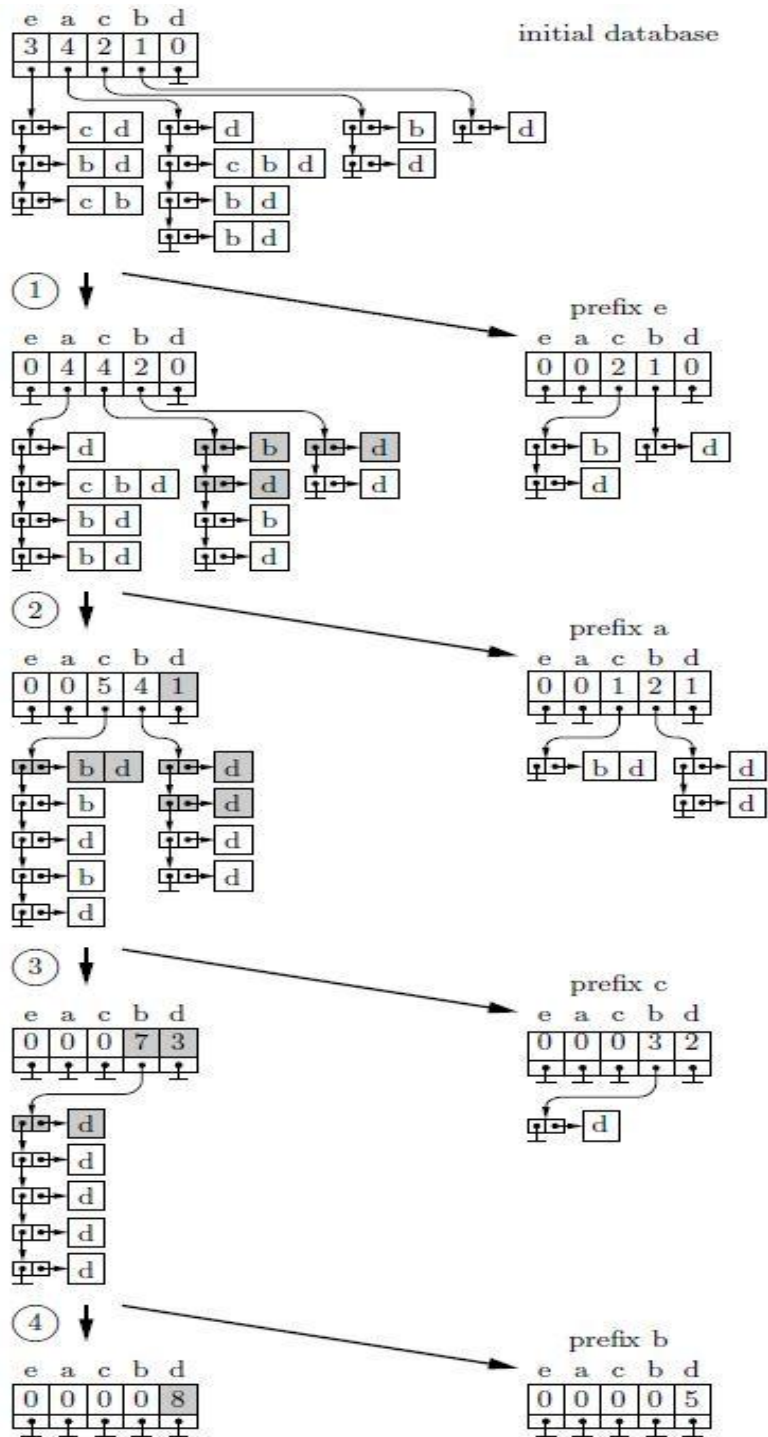 e a c b d
initial database
3 4 2 1 0
c d d b d
b d c b d d
c b b d
b d
1
prefix e
e a c b d e a c b d
0 4 4 2 0 0 0 2 1 0
d b d b d
c b d d d d
b d b
b d d
2
prefix a
e a c b d e a c b d
0 0 5 4 1 0 0 1 2 1
b d d b d d
b d d
d d
b d
d
3
prefix c
e a c b d e a c b d
0 0 0 7 3 0 0 0 3 2
d d
d
d
d
d
4
prefix b
e a c b d e a c b d
0 0 0 0 8 0 0 0 0 5